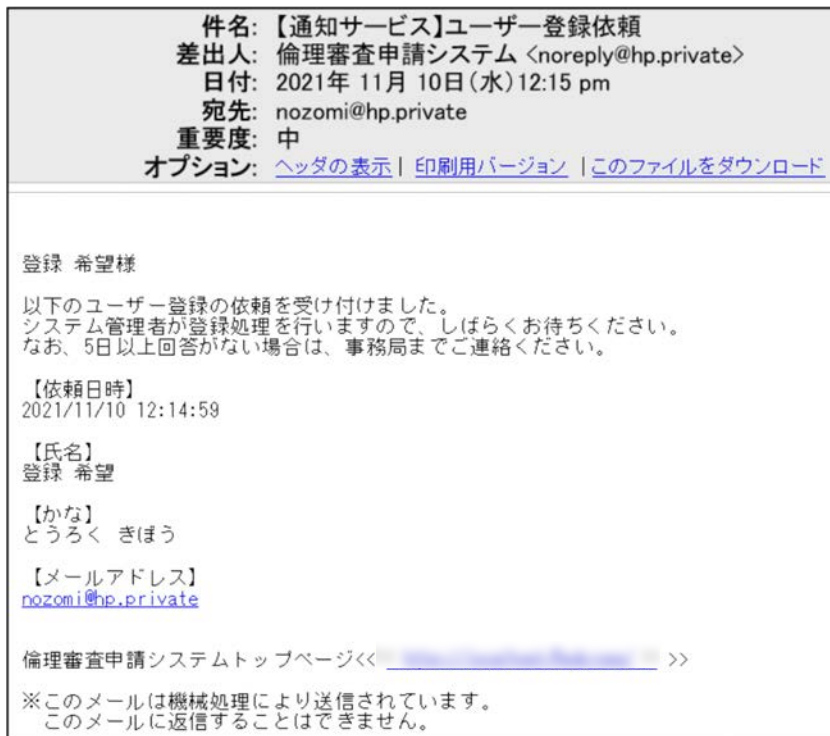 件名: 【通知サービス】ユーザー登録依頼
差出人: 倫理審査申請システム <noreply@hp.private>
日付: 2021年 11月 10日(水)12:15 pm
宛先: nozomi@hp.private
重要度: 中
オプション: ヘッダの表示 | 印刷用バージョン | このファイルをダウンロード
登録 希望様
以下のユーザー登録の依頼を受け付けました。
システム管理者が登録処理を行いますので、しばらくお待ちください。
なお、5日以上回答がない場合は、事務局までご連絡ください。
【依頼日時】
2021/11/10 12:14:59
【氏名】
登録 希望
【かな】
とうろく きぼう
【メールアドレス】
nozomi@hp.private
倫理審査申請システムトップページ<< >>
※このメールは機械処理により送信されています。
このメールに返信することはできません。